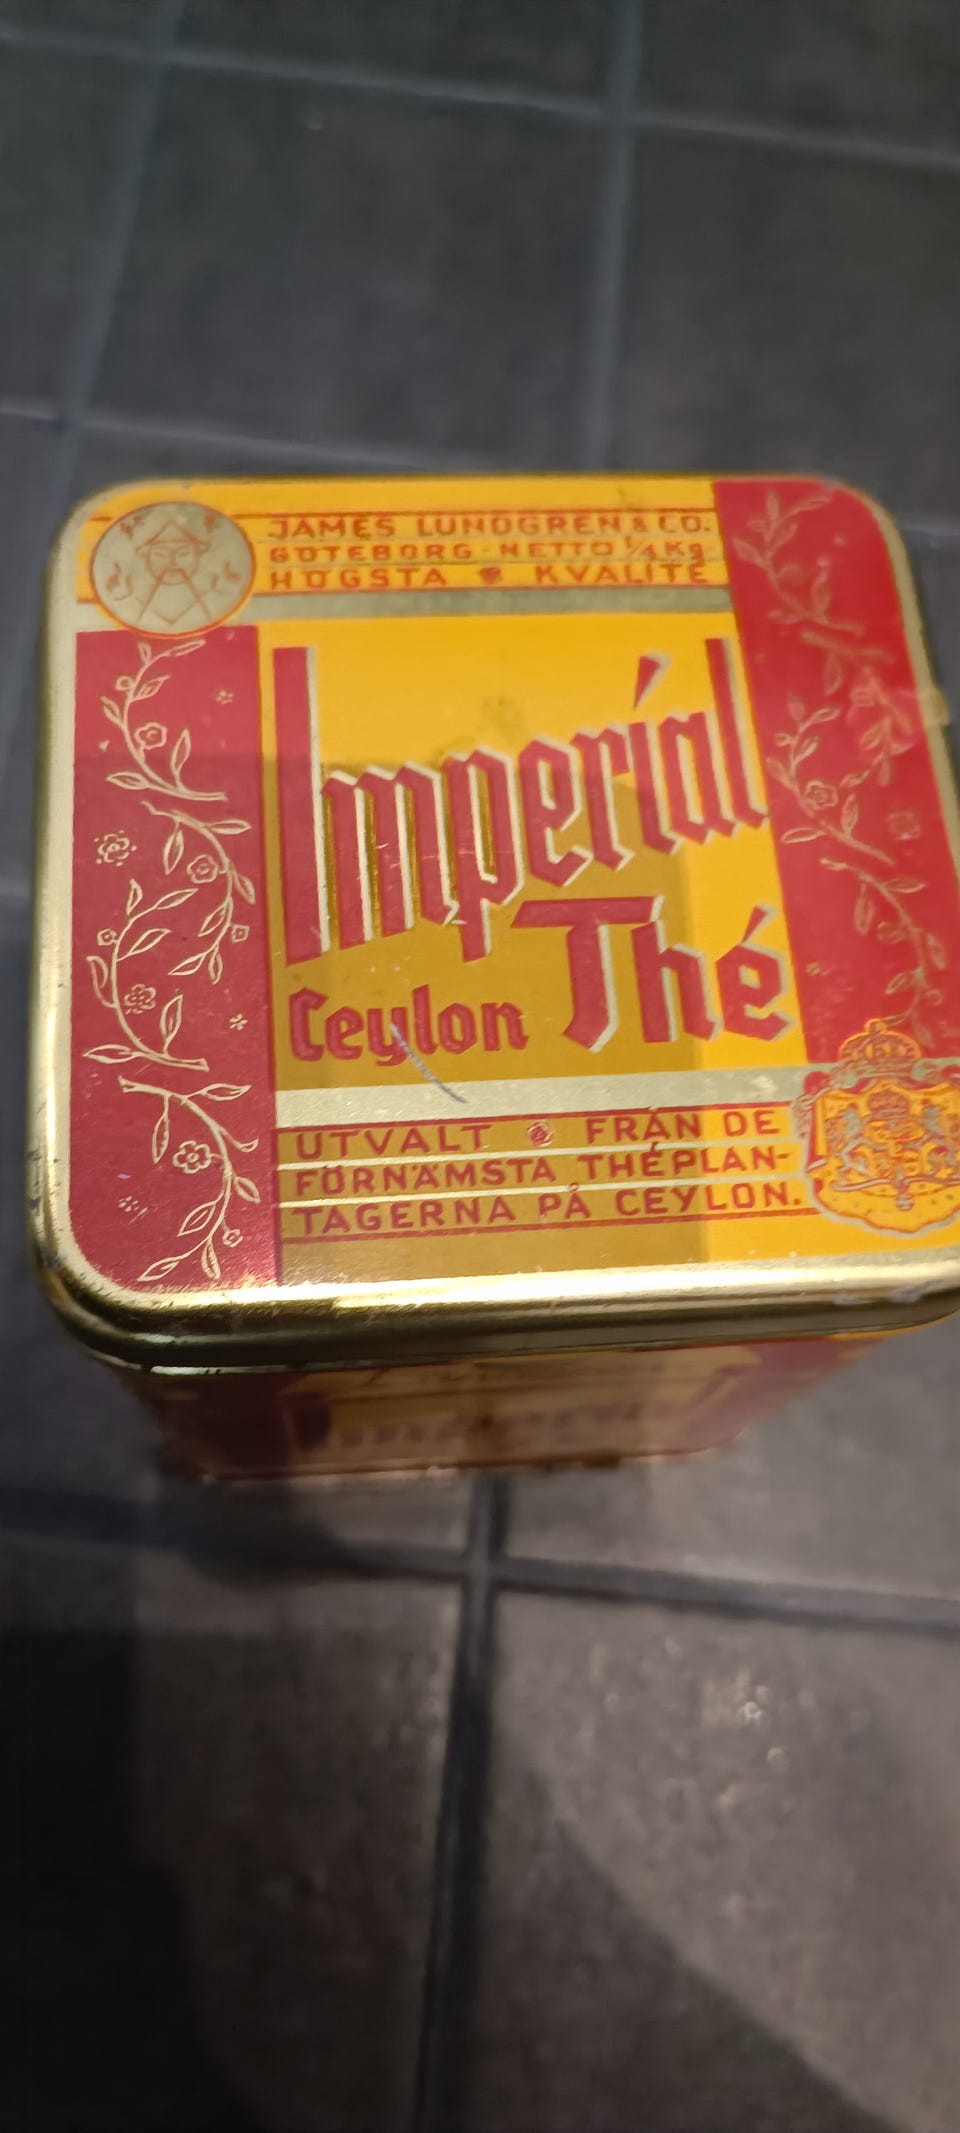 JAMES LUNDGREN & CO.
GÖTEBORG - NETTO 1/4 Kg.
HÖGSTA KVALITÉ
Imperíal
Ceylon Thé
UTVALT FRÅN DE
FÖRNÄMSTA THÉPLAN-
TAGERNA PÅ CEYLON.